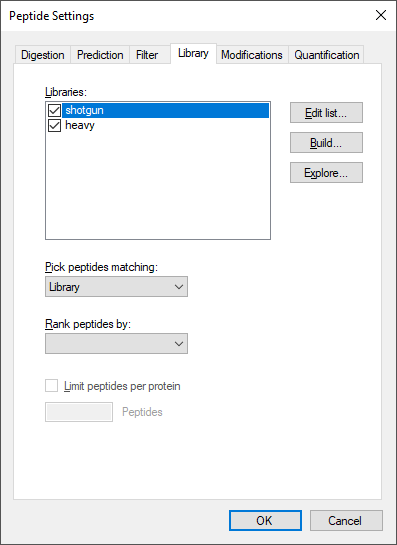 Peptide Settings
Digestion Prediction Filter Library Modifications Quantification
Libraries:
shotgun
heavy
Edit list...
Build...
Explore...
Pick peptides matching:
Library
Rank peptides by:
Limit peptides per protein
Peptides
OK Cancel